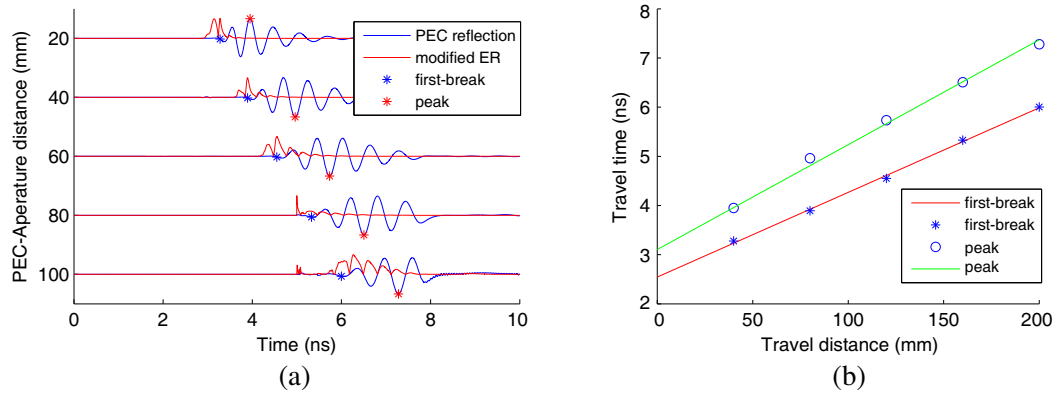 PEC-Aperature distance (mm)
20
40
60
80
100
0
2
4
6
8
10
Time (ns)
PEC reflection
modified ER
first-break
peak
(a)
Travel time (ns)
8
7
6
5
4
3
2
0
50
100
150
200
Travel distance (mm)
first-break
first-break
peak
peak
(b)